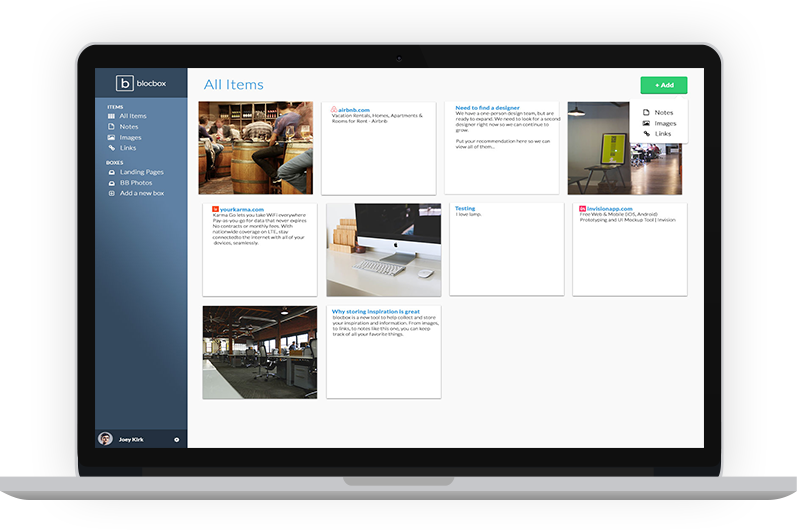 b blocbox
All Items
+ Add
Notes
Images
Links
ITEMS
All Items
Notes
Images
Links
BOXES
Landing Pages
BB Photos
Add a new box
Joey Kirk
airbnb.com
Vacation Rentals, Homes, Apartments &
Rooms for Rent - Airbnb
Need to find a designer
We have a one-person design team, but are
ready to expand. We need to look for a second
designer right now so we can continue to
grow.
Put your recommendation here so we can
view all of them...
yourkarma.com
Karma Go lets you take WiFi everywhere
Pay-as-you-go for data that never expires
No contracts or monthly fees. With
nationwide coverage on LTE, stay
connectedto the internet with all of your
devices, seamlessly.
Testing
I love lamp.
in invisionapp.com
Free Web & Mobile (iOS, Android)
Prototyping and UI Mockup Tool | Invision
Why storing inspiration is great
blocbox is a new tool to help collect and store
your inspiration and information. From images,
to links, to notes like this one, you can keep
track of all your favorite things.